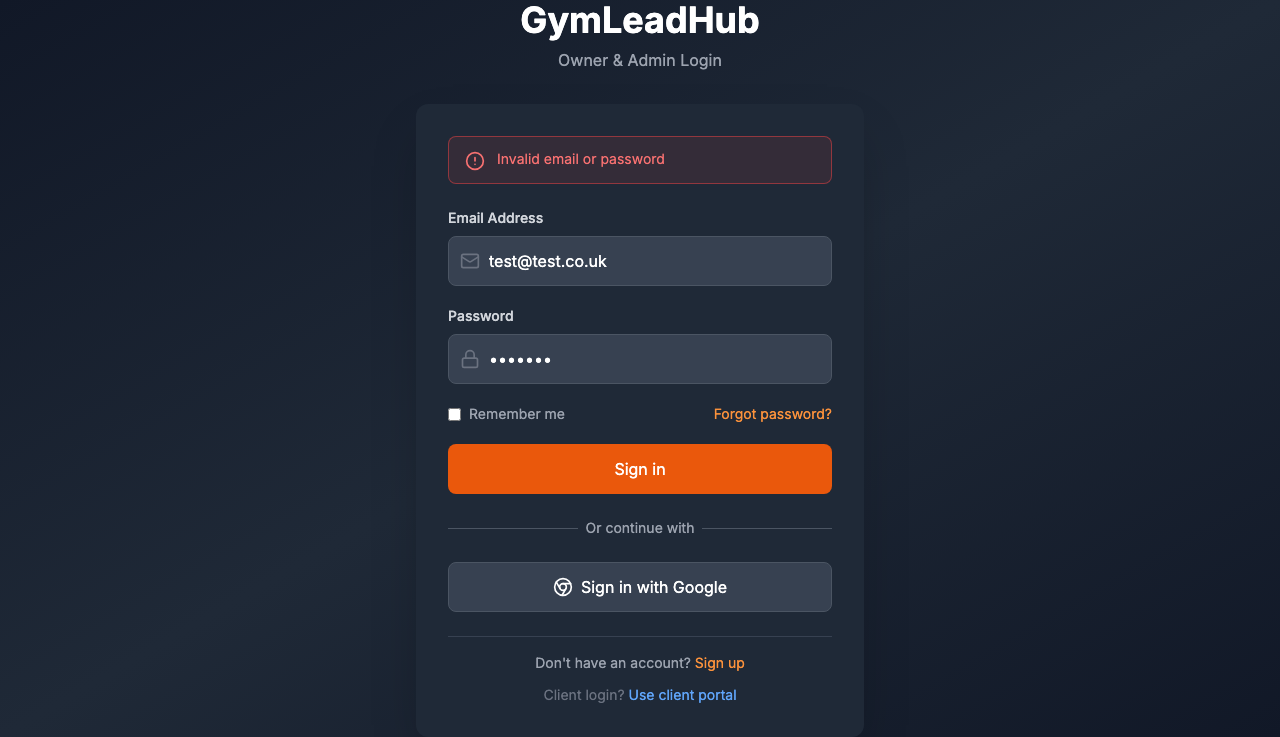 GymLeadHub
Owner & Admin Login
Invalid email or password
Email Address
test@test.co.uk
Password
•••••••
Remember me
Forgot password?
Sign in
Or continue with
Sign in with Google
Don't have an account? Sign up
Client login? Use client portal